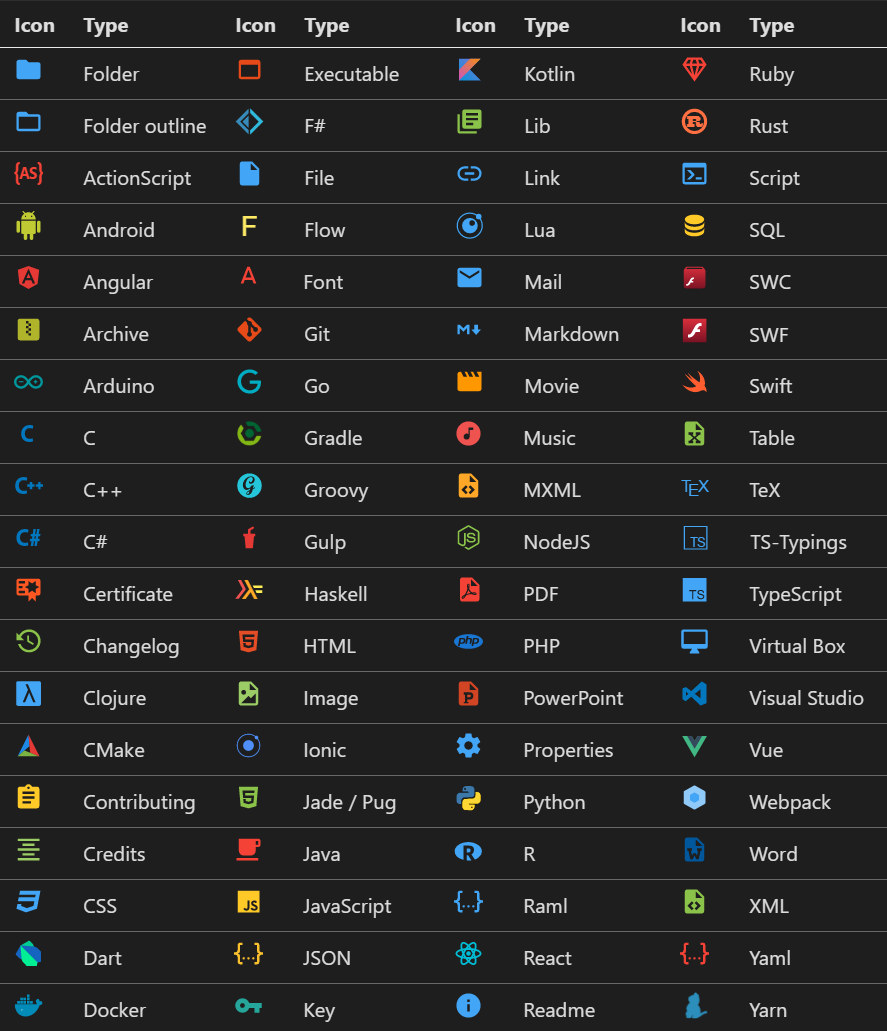 Icon Type Icon Type Icon Type Icon Type
Folder Executable Kotlin Ruby
Folder outline F# Lib R Rust
{AS} ActionScript File Link Script
Android F Flow Lua SQL
A Angular A Font Mail SWC
Archive Git M Markdown SWF
Arduino G Go Movie Swift
C C Gradle Music X Table
C++ C++ G Groovy MXML TEX TeX
C# C# Gulp JS NodeJS TS TS-Typings
Certificate Haskell PDF TS TypeScript
Changelog 5 HTML php PHP Virtual Box
λ Clojure Image P PowerPoint Visual Studio
CMake Ionic Properties Vue
Contributing 5 Jade / Pug Python Webpack
Credits Java R R W Word
3 CSS JS JavaScript {...} Raml XML
Dart {...} JSON React {...} Yaml
Docker Key i Readme Yarn